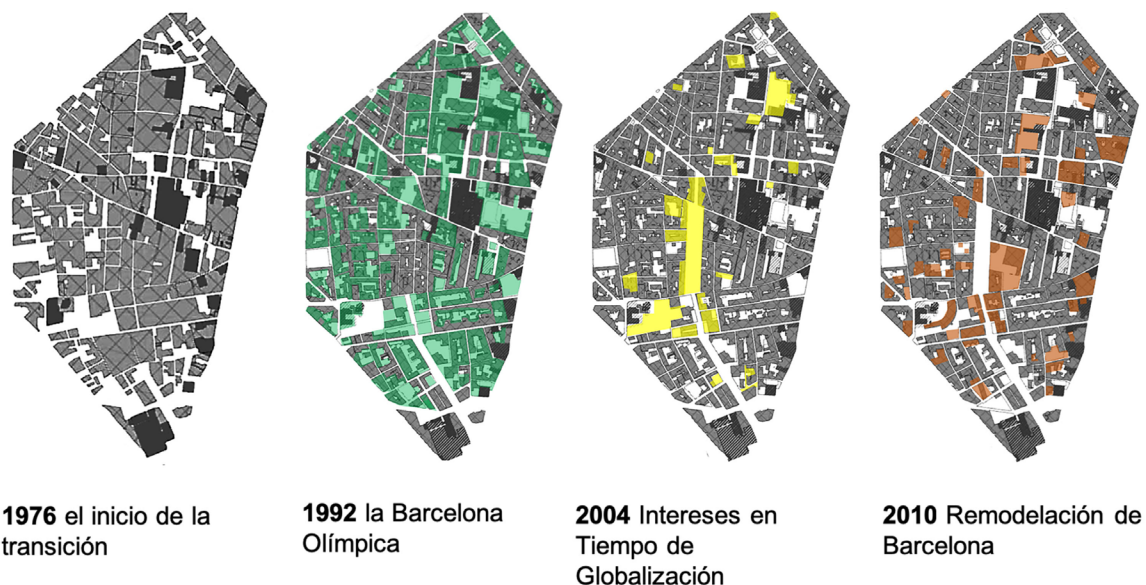 1976 el inicio de la
transición
1992 la Barcelona
Olímpica
2004 Intereses en
Tiempo de
Globalización
2010 Remodelación de
Barcelona